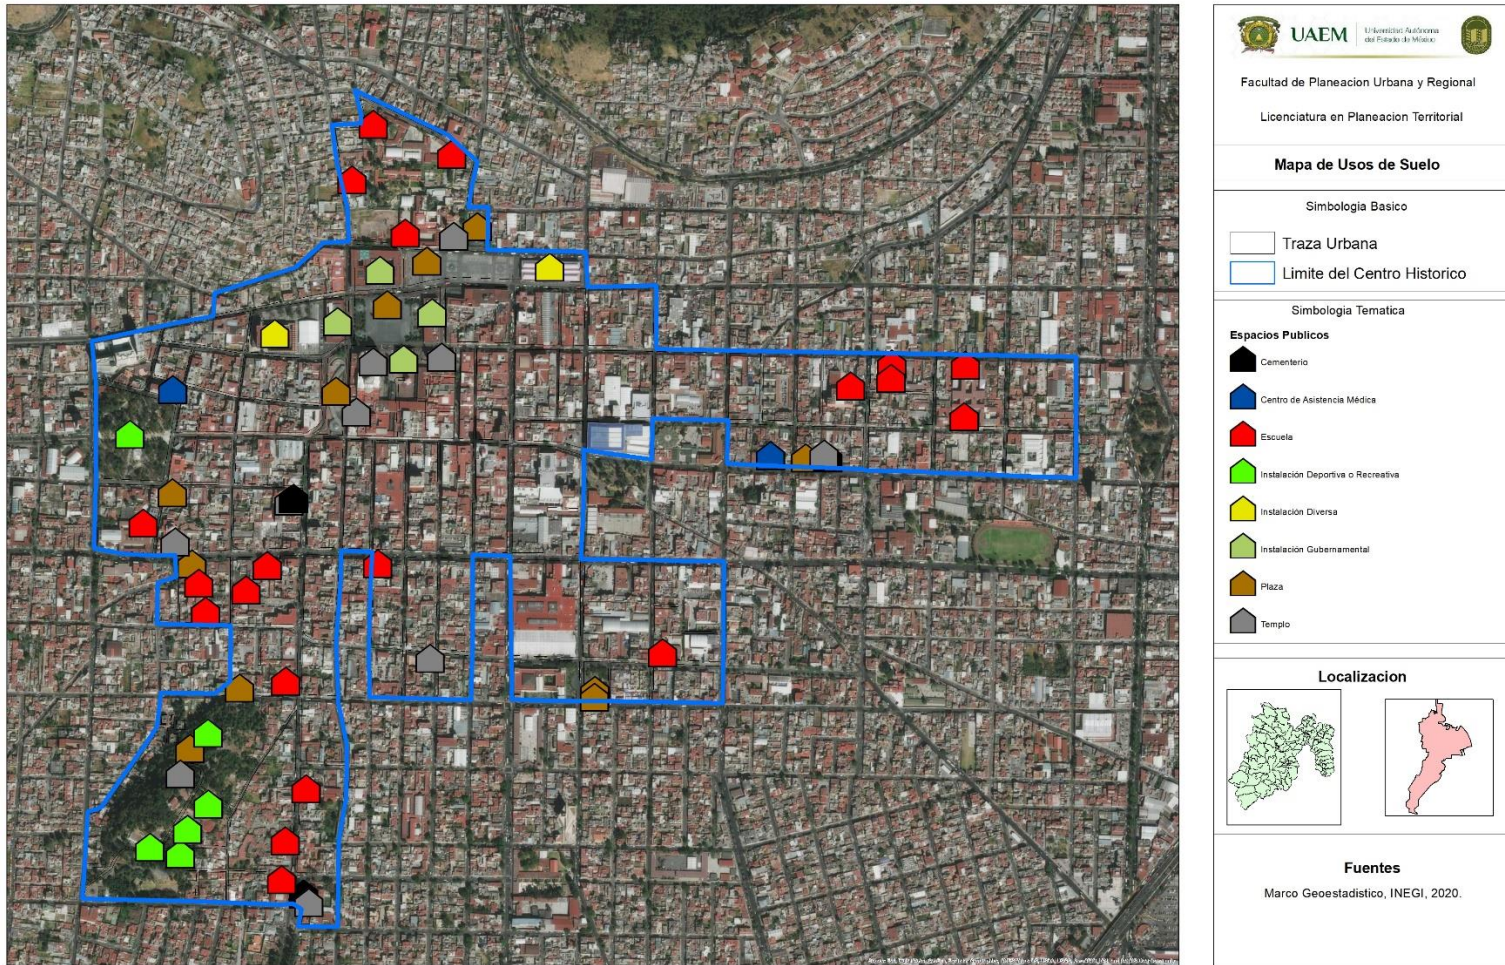 UAEM
Universidad Autónoma
del Estado de México
Facultad de Planeacion Urbana y Regional
Licenciatura en Planeacion Territorial
Mapa de Usos de Suelo
Simbologia Basico
Traza Urbana
Limite del Centro Historico
Simbologia Tematica
Espacios Publicos
Cementerio
Centro de Asistencia Médica
Escuela
Instalación Deportiva o Recreativa
Instalación Diversa
Instalación Gubernamental
Plaza
Templo
Localizacion
Fuentes
Marco Geoestadistico, INEGI, 2020.